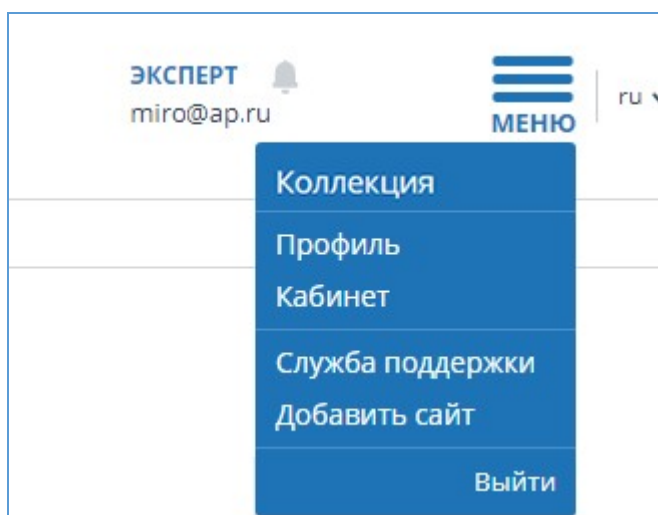 ЭКСПЕРТ
miro@ap.ru
МЕНЮ
ru
Коллекция
Профиль
Кабинет
Служба поддержки
Добавить сайт
Выйти